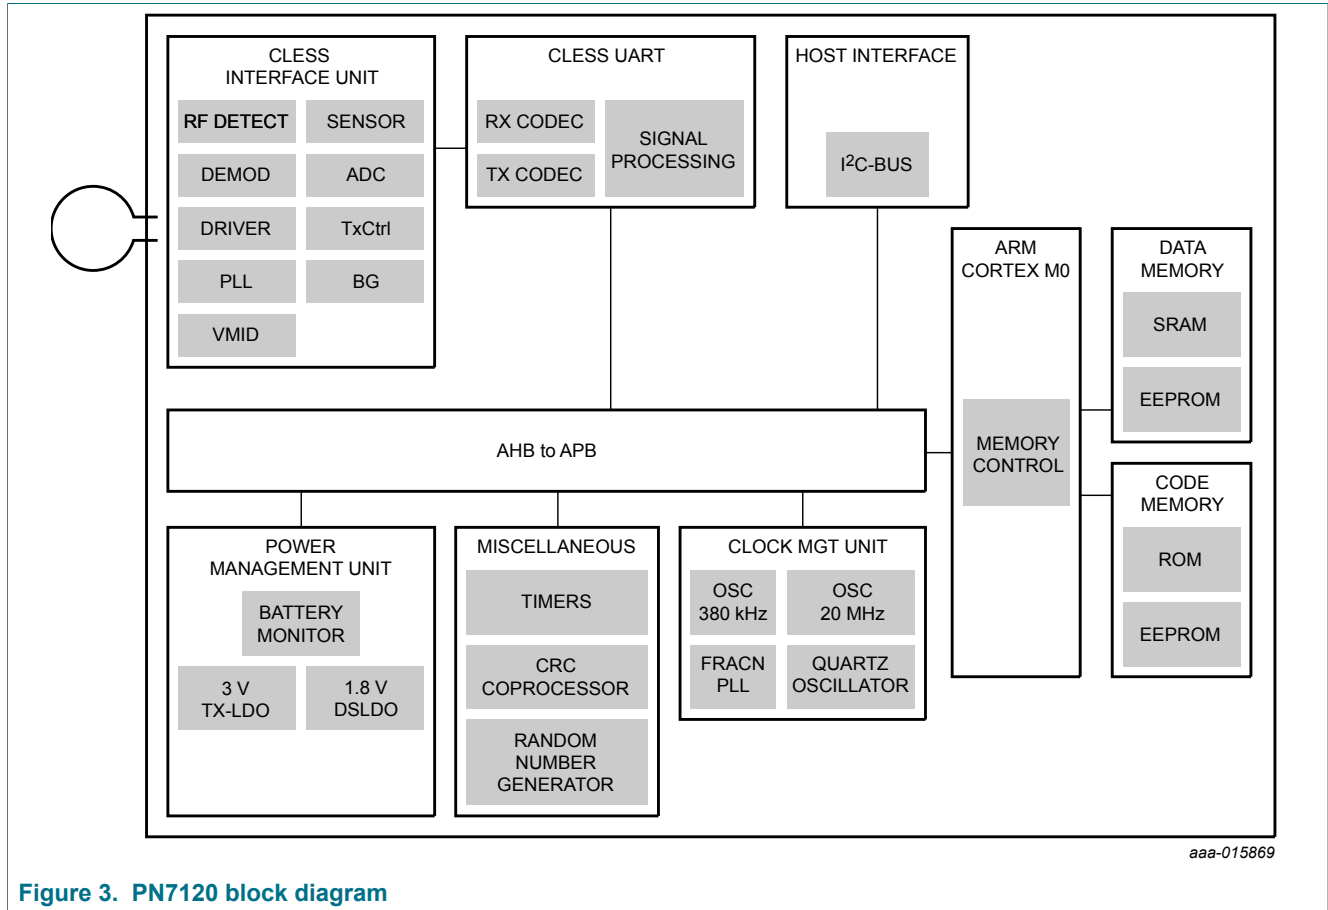 CLESS
INTERFACE UNIT
RF DETECT
SENSOR
DEMOD
ADC
DRIVER
TxCtrl
PLL
BG
VMID
CLESS UART
RX CODEC
TX CODEC
SIGNAL
PROCESSING
HOST INTERFACE
I²C-BUS
ARM
CORTEX M0
MEMORY
CONTROL
DATA
MEMORY
SRAM
EEPROM
CODE
MEMORY
ROM
EEPROM
AHB to APB
POWER
MANAGEMENT UNIT
BATTERY
MONITOR
3 V
TX-LDO
1.8 V
DSLDO
MISCELLANEOUS
TIMERS
CRC
COPROCESSOR
RANDOM
NUMBER
GENERATOR
CLOCK MGT UNIT
OSC
380 kHz
OSC
20 MHz
FRACN
PLL
QUARTZ
OSCILLATOR
aaa-015869
Figure 3. PN7120 block diagram